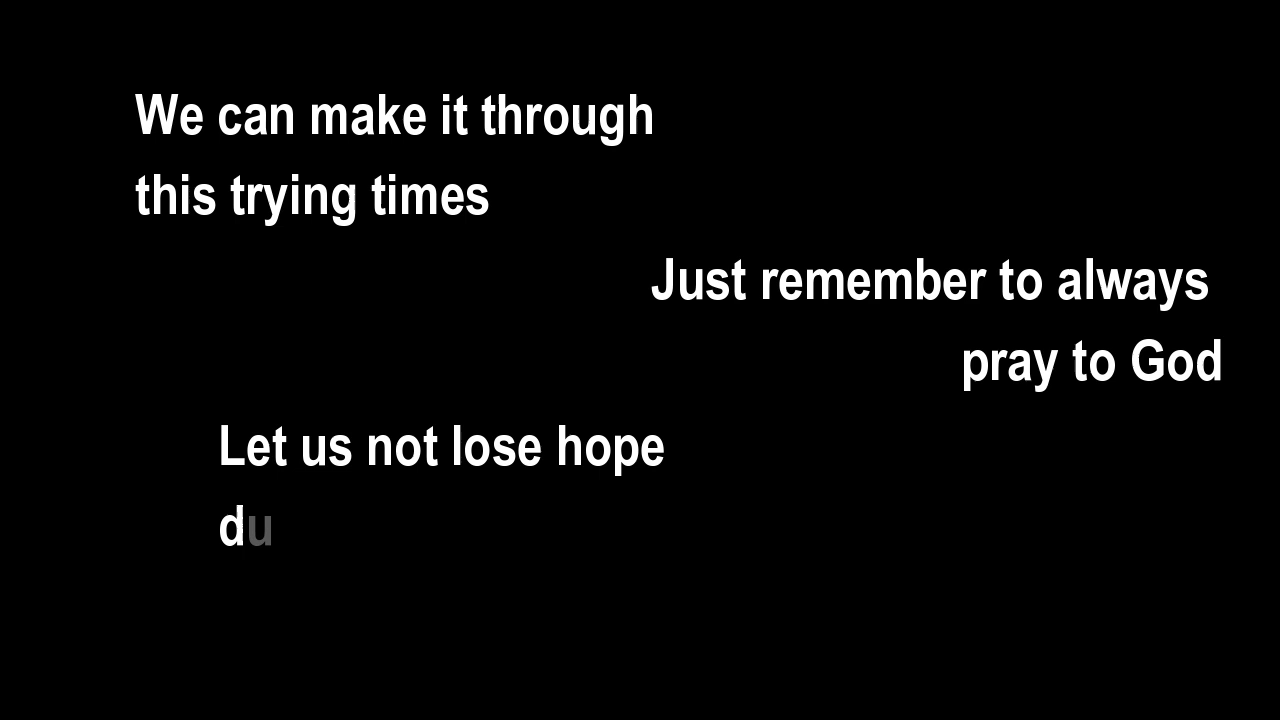 We can make it through
this trying times
Just remember to always
pray to God
Let us not lose hope
du